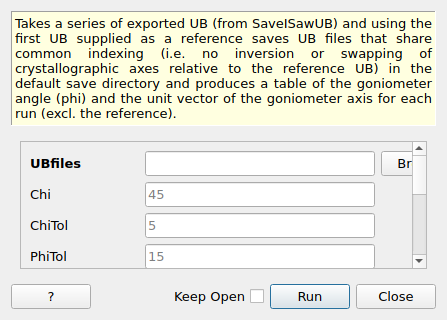 Takes a series of exported UB (from SaveISawUB) and using the
first UB supplied as a reference saves UB files that share
common indexing (i.e. no inversion or swapping of
crystallographic axes relative to the reference UB) in the
default save directory and produces a table of the goniometer
angle (phi) and the unit vector of the goniometer axis for each
run (excl. the reference).
UBfiles Br
Chi 45
ChiTol 5
PhiTol 15
? Keep Open Run Close